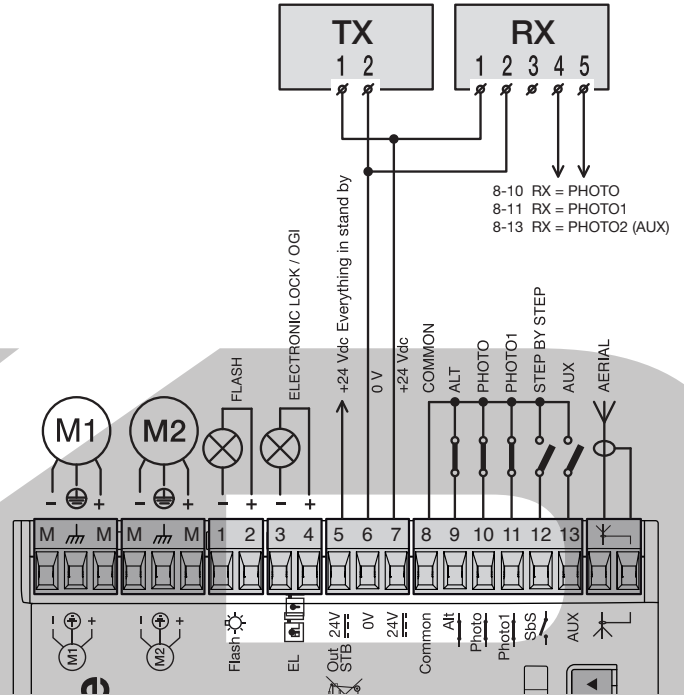 TX
RX
1 2
1 2 3 4 5
8-10 RX = PHOTO
8-11 RX = PHOTO1
8-13 RX = PHOTO2 (AUX)
FLASH
ELECTRONIC LOCK / OGI
+24 Vdc Everything in stand by
0 V
+24 Vdc
COMMON
ALT
PHOTO
PHOTO1
STEP BY STEP
AUX
AERIAL
M1
M2
- +
- +
- +
- +
M M M M 1 2 3 4 5 6 7 8 9 10 11 12 13
- +
M1
- +
M2
Flash
EL
Out 24V
STB
0V
24V
Common
Alt
Photo
Photo1
SbS
AUX
e